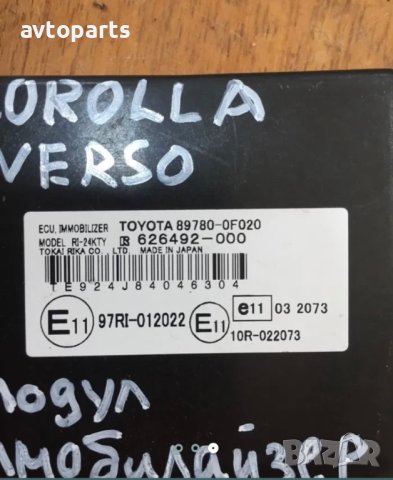 avtoparts
COROLLA
VERSO
ECU, IMMOBILIZER TOYOTA 89780-0F020
MODEL RI-24KTY 626492-000
TOKAI RIKA CO., LTD. MADE IN JAPAN
TE924J84046304
E11 97RI-012022 E11 e11 03 2073
10R-022073
модул
имобилайзер
bazar